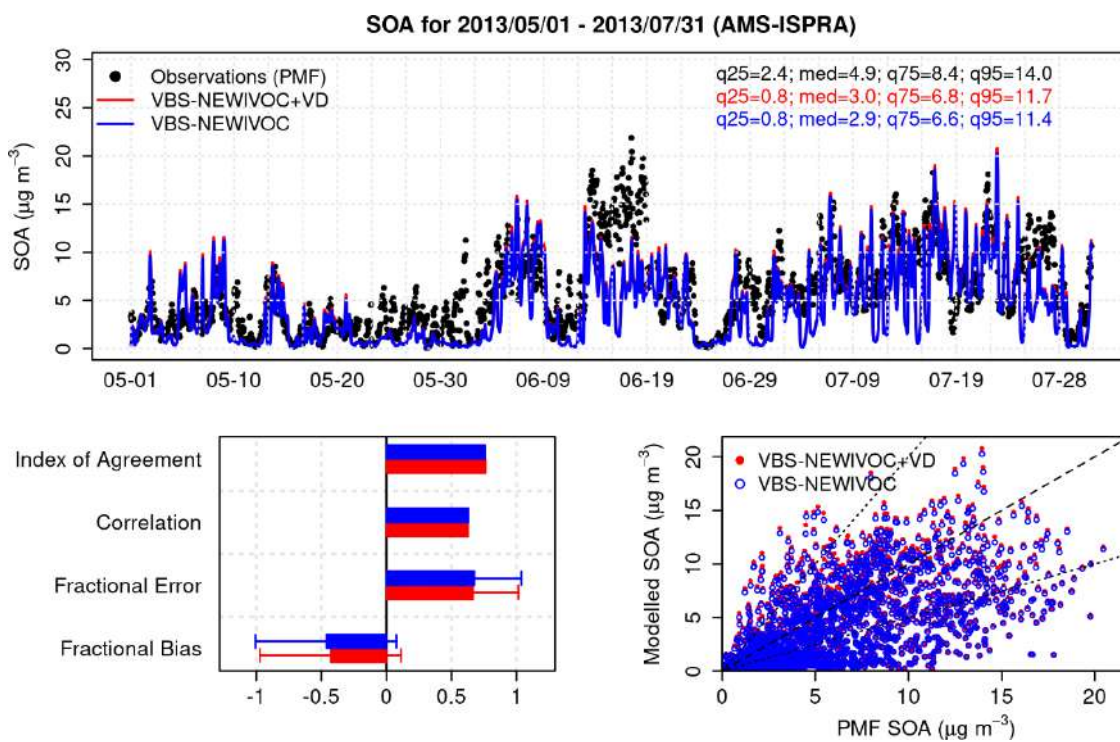 SOA for 2013/05/01 - 2013/07/31 (AMS-ISPRA)
SOA (µg m⁻³)
30
25
20
15
10
5
0
Observations (PMF)
VBS-NEWIVOC+VD
VBS-NEWIVOC
q25=2.4; med=4.9; q75=8.4; q95=14.0
q25=0.8; med=3.0; q75=6.8; q95=11.7
q25=0.8; med=2.9; q75=6.6; q95=11.4
05-01 05-10 05-20 05-30 06-09 06-19 06-29 07-09 07-19 07-28
Index of Agreement
Correlation
Fractional Error
Fractional Bias
-1 -0.5 0 0.5 1
Modelled SOA (µg m⁻³)
20
15
10
5
0
VBS-NEWIVOC+VD
VBS-NEWIVOC
0 5 10 15 20
PMF SOA (µg m⁻³)